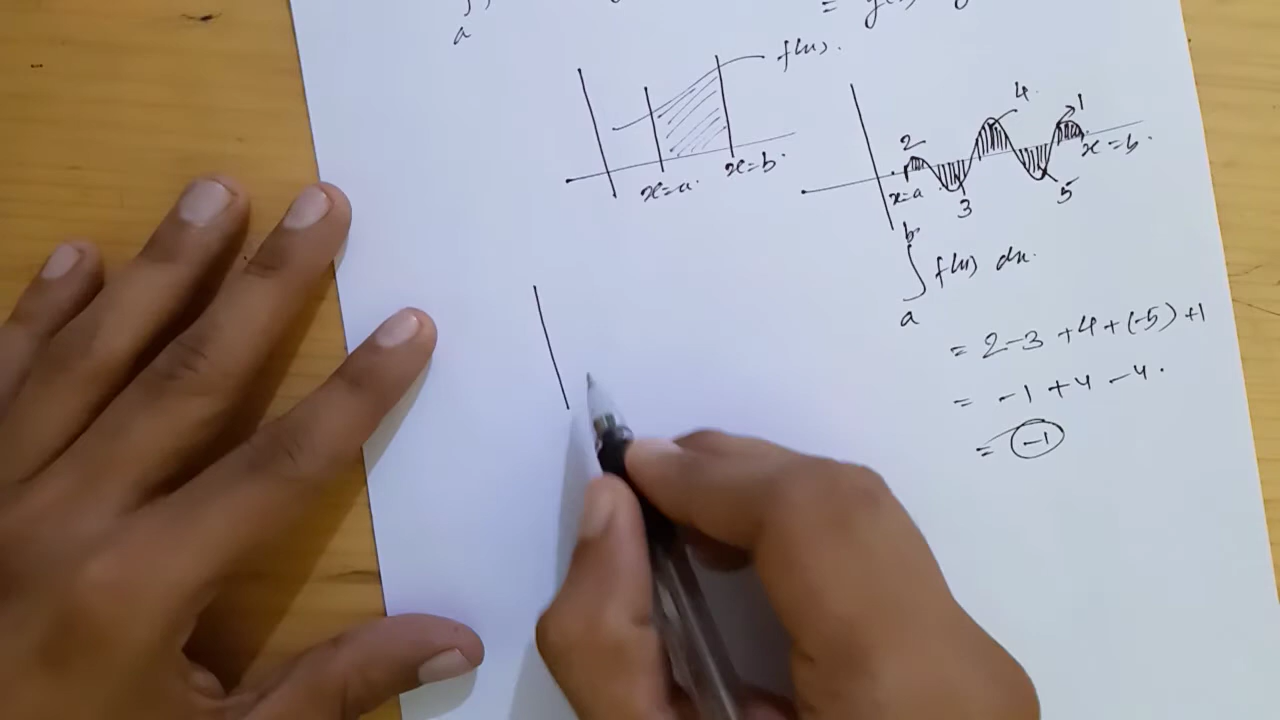 a
f(x).
x=a.
x=b.
2
4.
1
x=a
3
5
x=b.
b
∫ f(x) dx.
a
= 2-3 +4+(-5)+1
= -1 +4 -4.
= -1